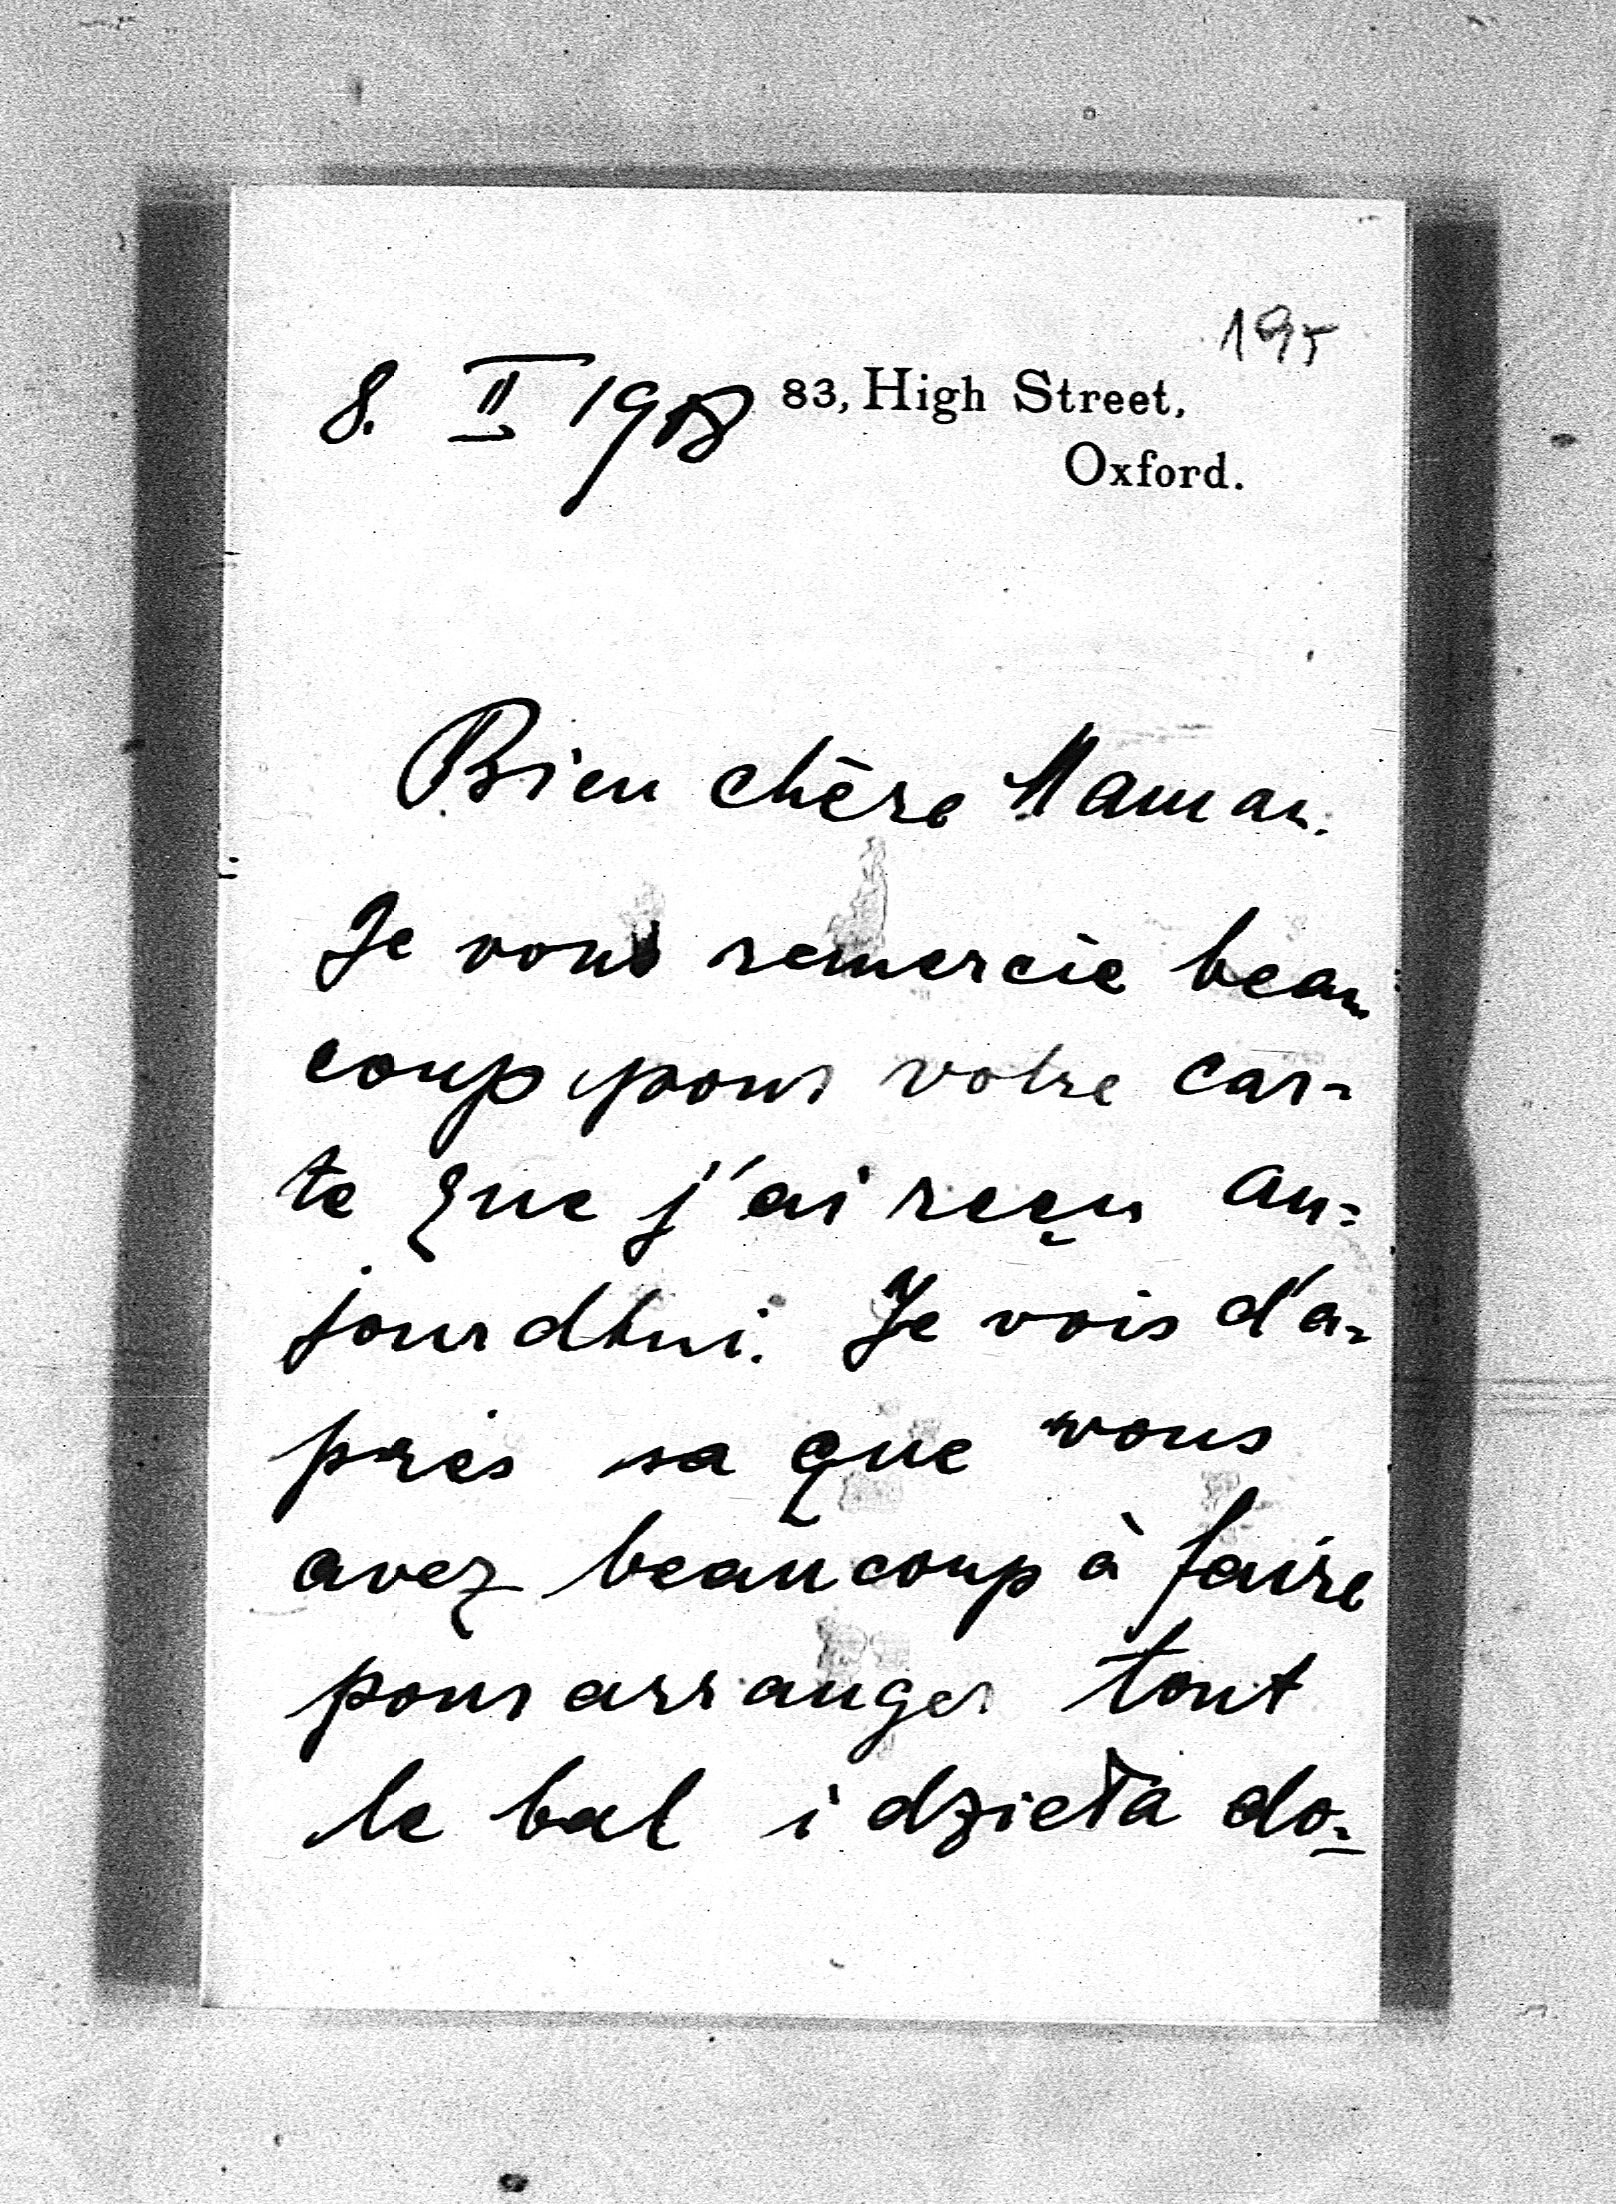 195
8. II 1908 83, High Street,
Oxford.
Bien chère Maman.
Je vous remercie beau
coup pour votre car-
te que j'ai reçu au=
jourdhui. Je vois d'a-
près sa que vous
avez beaucoup à faire
pour arranger tout
le bal i dzieła do-